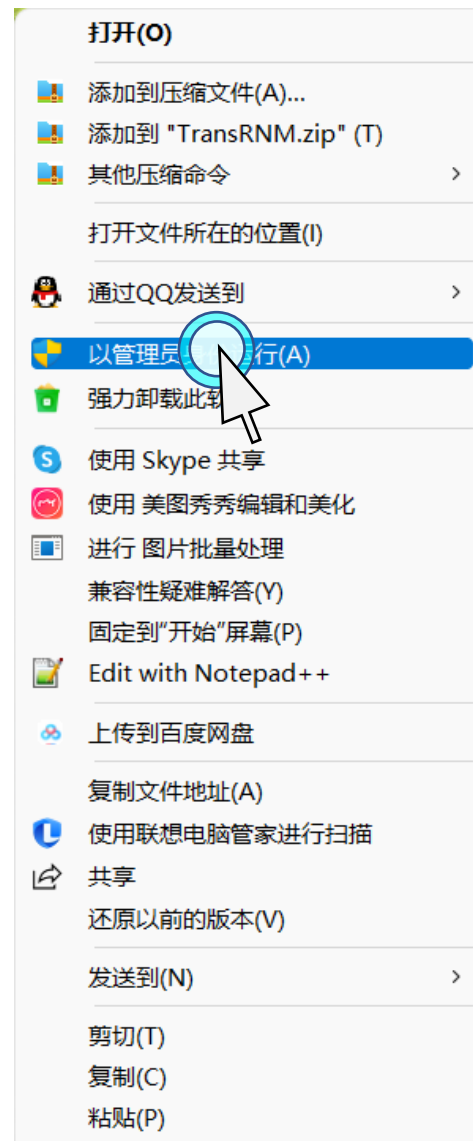 打开(O)
添加到压缩文件(A)...
添加到 "TransRNM.zip" (T)
其他压缩命令
打开文件所在的位置(I)
通过QQ发送到
以管理员身份运行(A)
强力卸载此软
使用 Skype 共享
使用 美图秀秀编辑和美化
进行 图片批量处理
兼容性疑难解答(Y)
固定到“开始”屏幕(P)
Edit with Notepad++
上传到百度网盘
复制文件地址(A)
使用联想电脑管家进行扫描
共享
还原以前的版本(V)
发送到(N)
剪切(T)
复制(C)
粘贴(P)